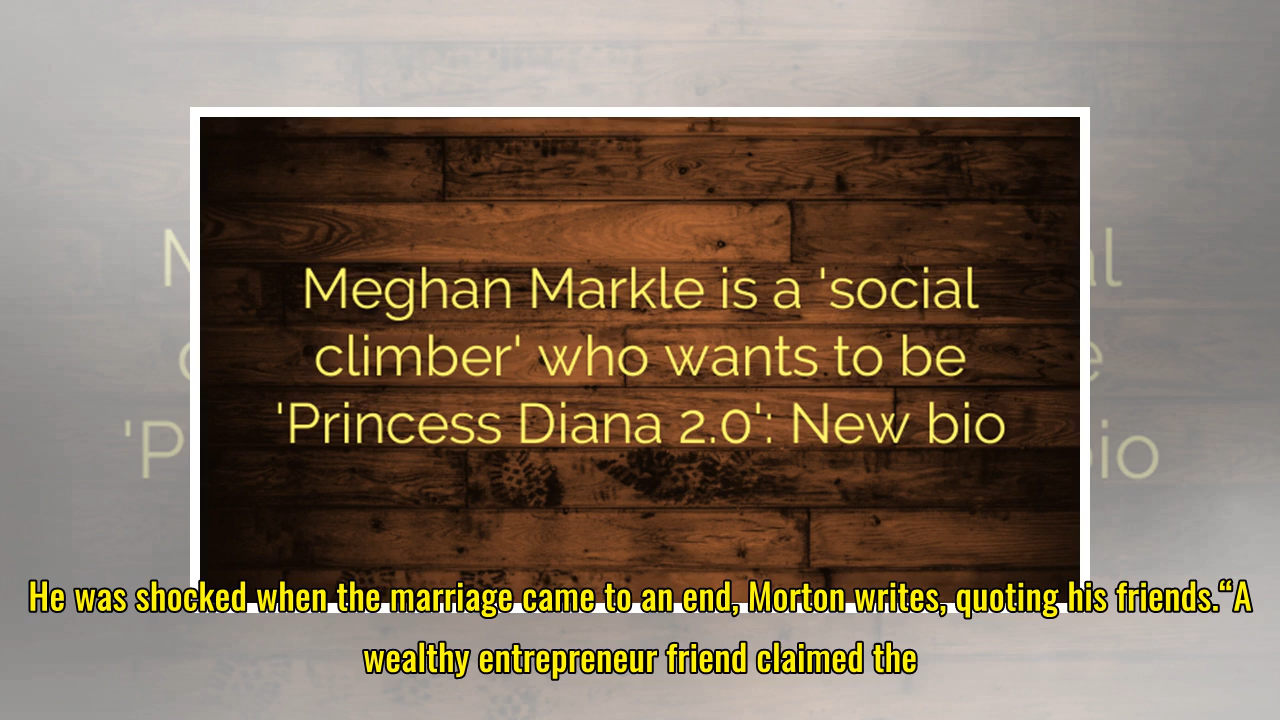 Meghan Markle is a 'social
climber' who wants to be
'Princess Diana 2.0': New bio
He was shocked when the marriage came to an end, Morton writes, quoting his friends.“A
wealthy entrepreneur friend claimed the